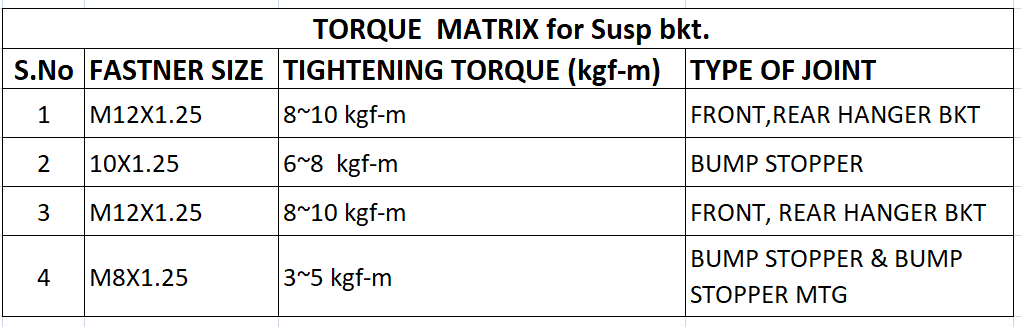 TORQUE  MATRIX for Susp bkt.
S.No FASTNER SIZE TIGHTENING TORQUE (kgf-m) TYPE OF JOINT
1 M12X1.25 8~10 kgf-m FRONT,REAR HANGER BKT
2 10X1.25 6~8  kgf-m BUMP STOPPER
3 M12X1.25 8~10 kgf-m FRONT, REAR HANGER BKT
4 M8X1.25 3~5 kgf-m BUMP STOPPER & BUMP
STOPPER MTG